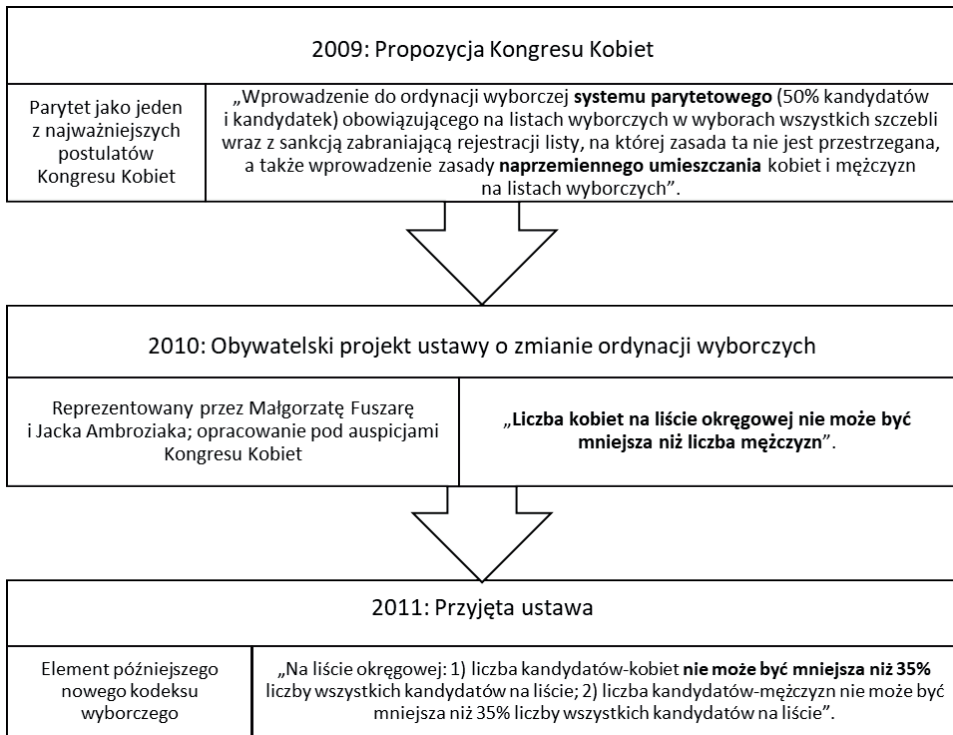 2009: Propozycja Kongresu Kobiet
Parytet jako jeden
z najważniejszych
postulatów
Kongresu Kobiet
„Wprowadzenie do ordynacji wyborczej systemu parytetowego (50% kandydatów
i kandydatek) obowiązującego na listach wyborczych w wyborach wszystkich szczebli
wraz z sankcją zabraniającą rejestracji listy, na której zasada ta nie jest przestrzegana,
a także wprowadzenie zasady naprzemiennego umieszczania kobiet i mężczyzn
na listach wyborczych”.
2010: Obywatelski projekt ustawy o zmianie ordynacji wyborczych
Reprezentowany przez Małgorzatę Fuszarę
i Jacka Ambroziaka; opracowanie pod auspicjami
Kongresu Kobiet
„Liczba kobiet na liście okręgowej nie może być
mniejsza niż liczba mężczyzn”.
2011: Przyjęta ustawa
Element późniejszego
nowego kodeksu
wyborczego
„Na liście okręgowej: 1) liczba kandydatów-kobiet nie może być mniejsza niż 35%
liczby wszystkich kandydatów na liście; 2) liczba kandydatów-mężczyzn nie może być
mniejsza niż 35% liczby wszystkich kandydatów na liście”.